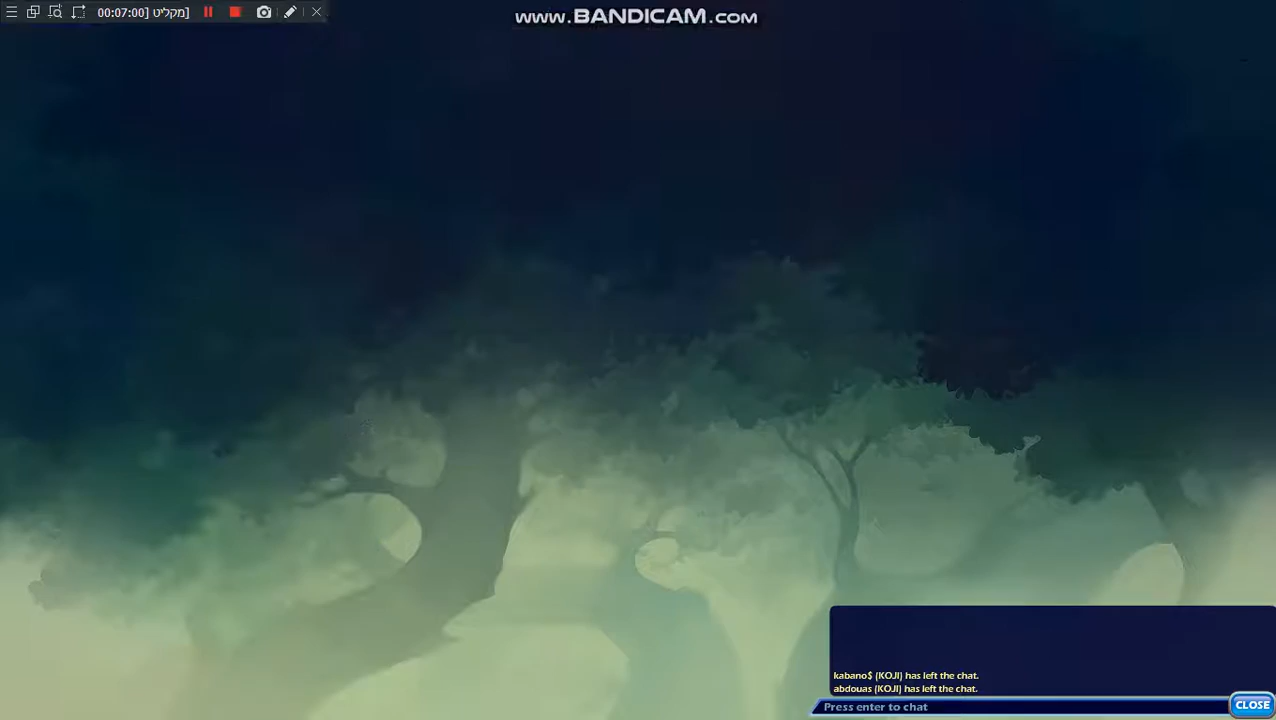 00:07:00] מקליט]
www.BANDICAM.com
kabano$ (KOJI) has left the chat.
abdouas (KOJI) has left the chat.
Press enter to chat
CLOSE